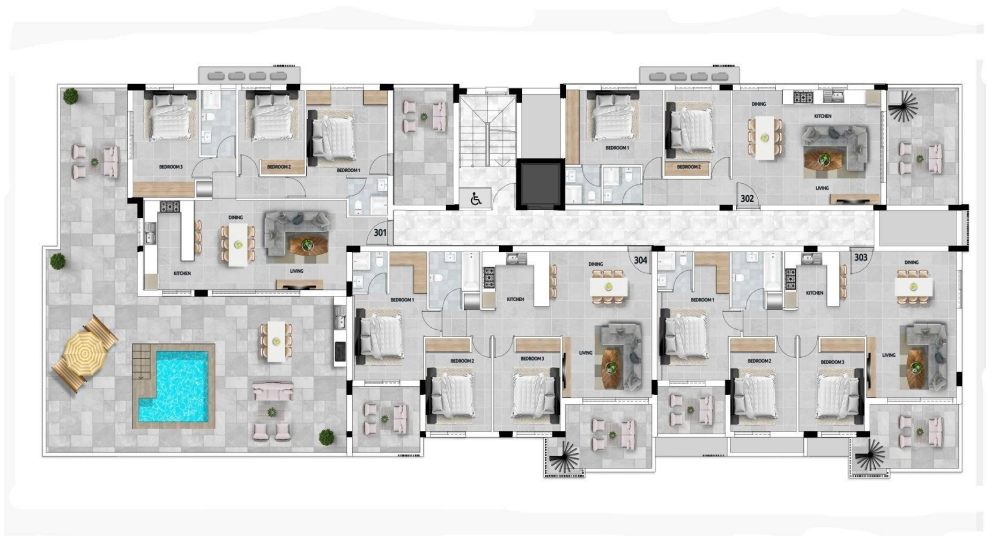 DINING
KITCHEN
BEDROOM 1
BEDROOM 3
BEDROOM 2
BEDROOM 1
BEDROOM 2
LIVING
302
DINING
301
KITCHEN
LIVING
304
DINING
303
DINING
BEDROOM 1
KITCHEN
BEDROOM 1
KITCHEN
LIVING
LIVING
BEDROOM 2
BEDROOM 3
BEDROOM 2
BEDROOM 3